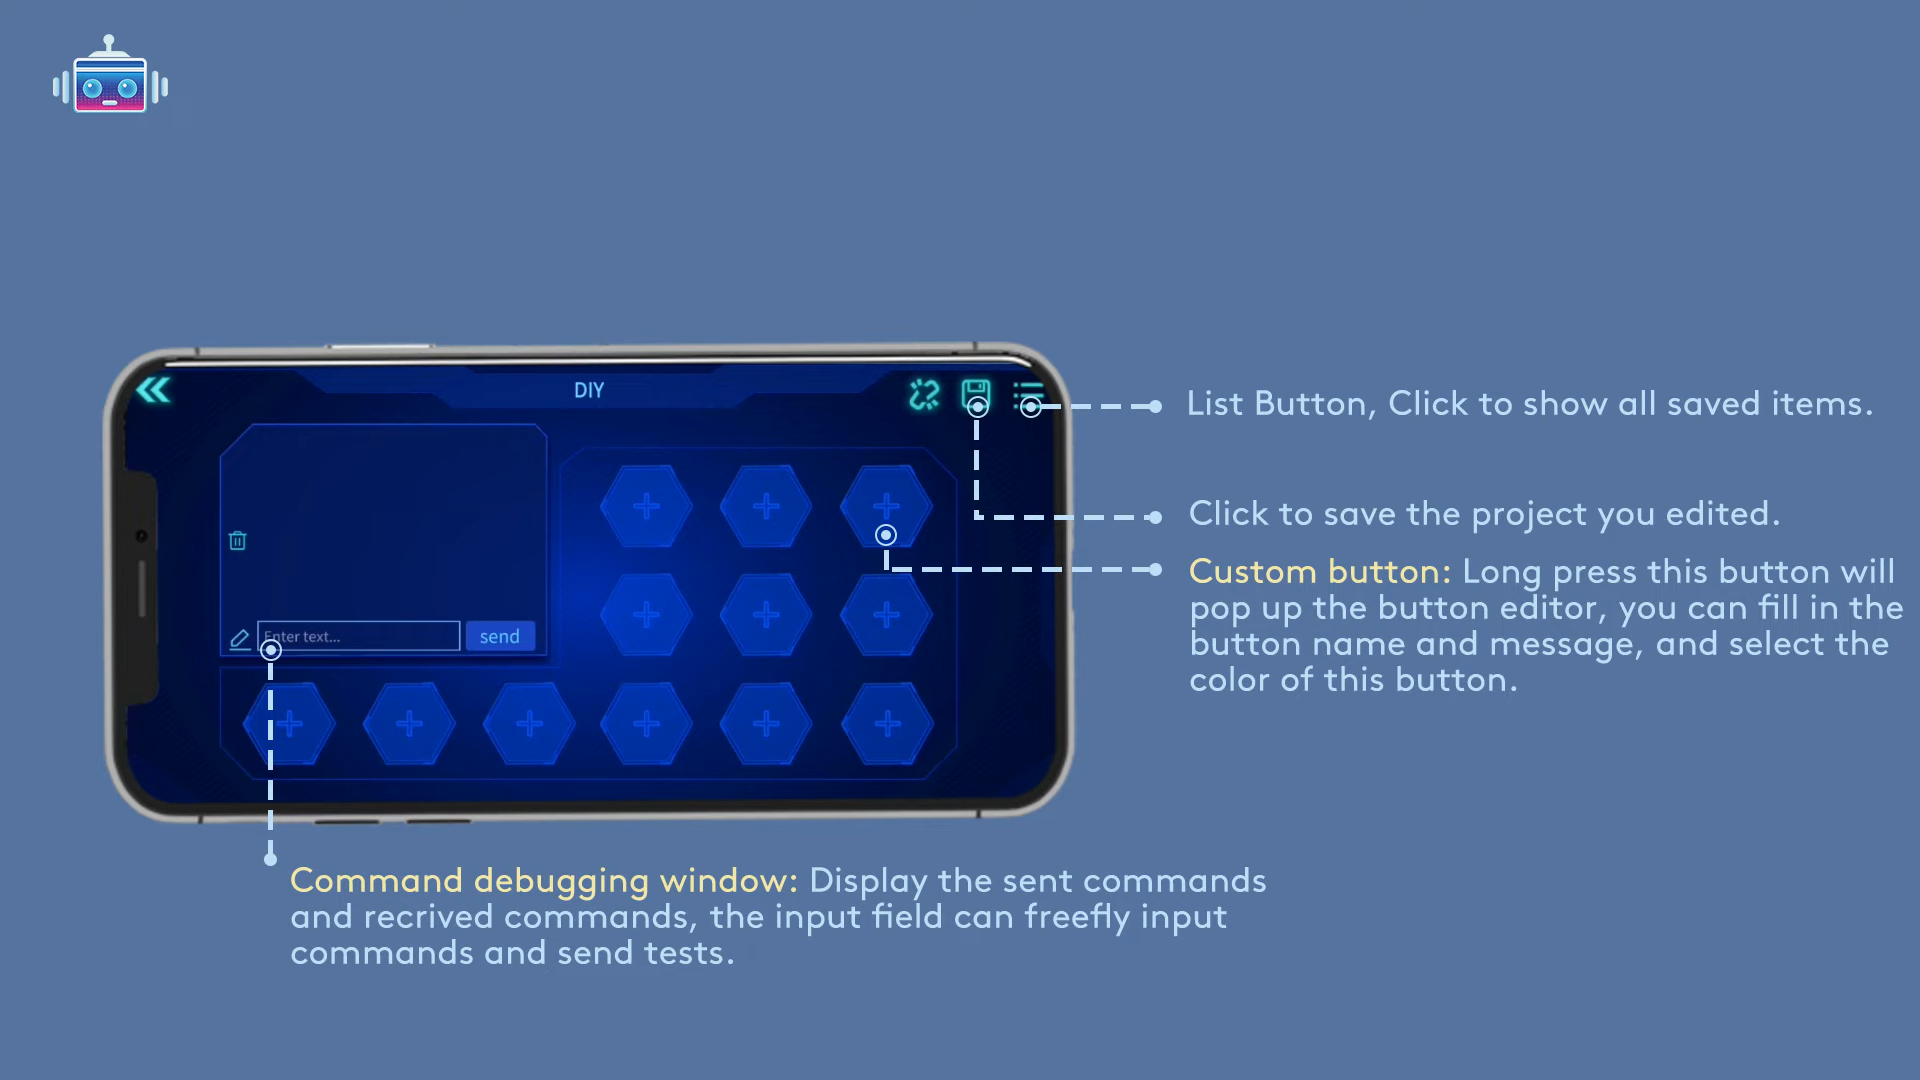 DIY
List Button, Click to show all saved items.
Click to save the project you edited.
Custom button: Long press this button will
pop up the button editor, you can fill in the
button name and message, and select the
color of this button.
Enter text...
send
Command debugging window: Display the sent commands
and recrived commands, the input field can freefly input
commands and send tests.